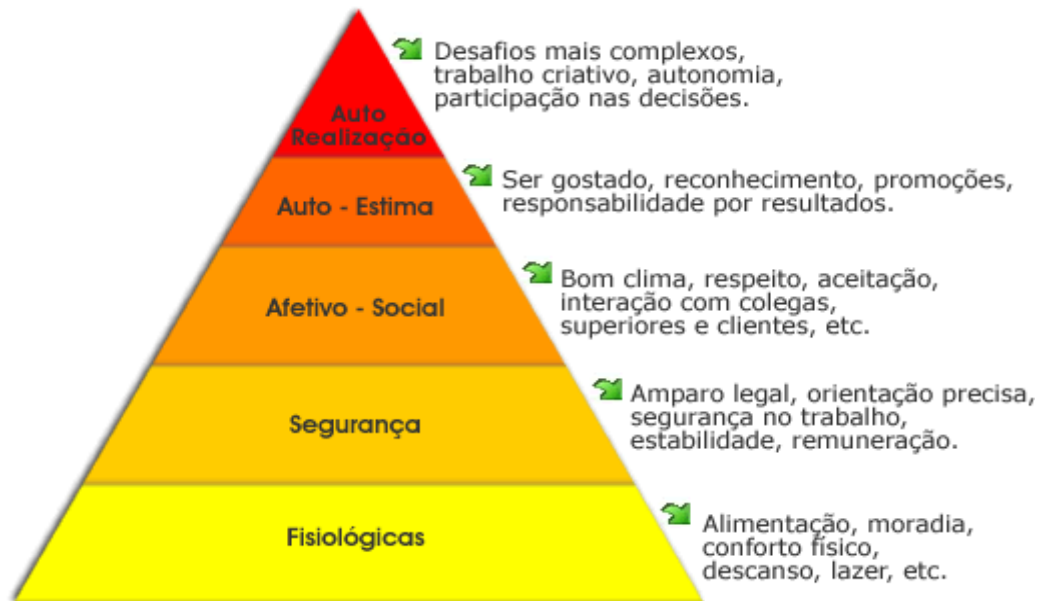 Auto
Realização
Desafios mais complexos,
trabalho criativo, autonomia,
participação nas decisões.
Auto - Estima
Ser gostado, reconhecimento, promoções,
responsabilidade por resultados.
Afetivo - Social
Bom clima, respeito, aceitação,
interação com colegas,
superiores e clientes, etc.
Segurança
Amparo legal, orientação precisa,
segurança no trabalho,
estabilidade, remuneração.
Fisiológicas
Alimentação, moradia,
conforto físico,
descanso, lazer, etc.